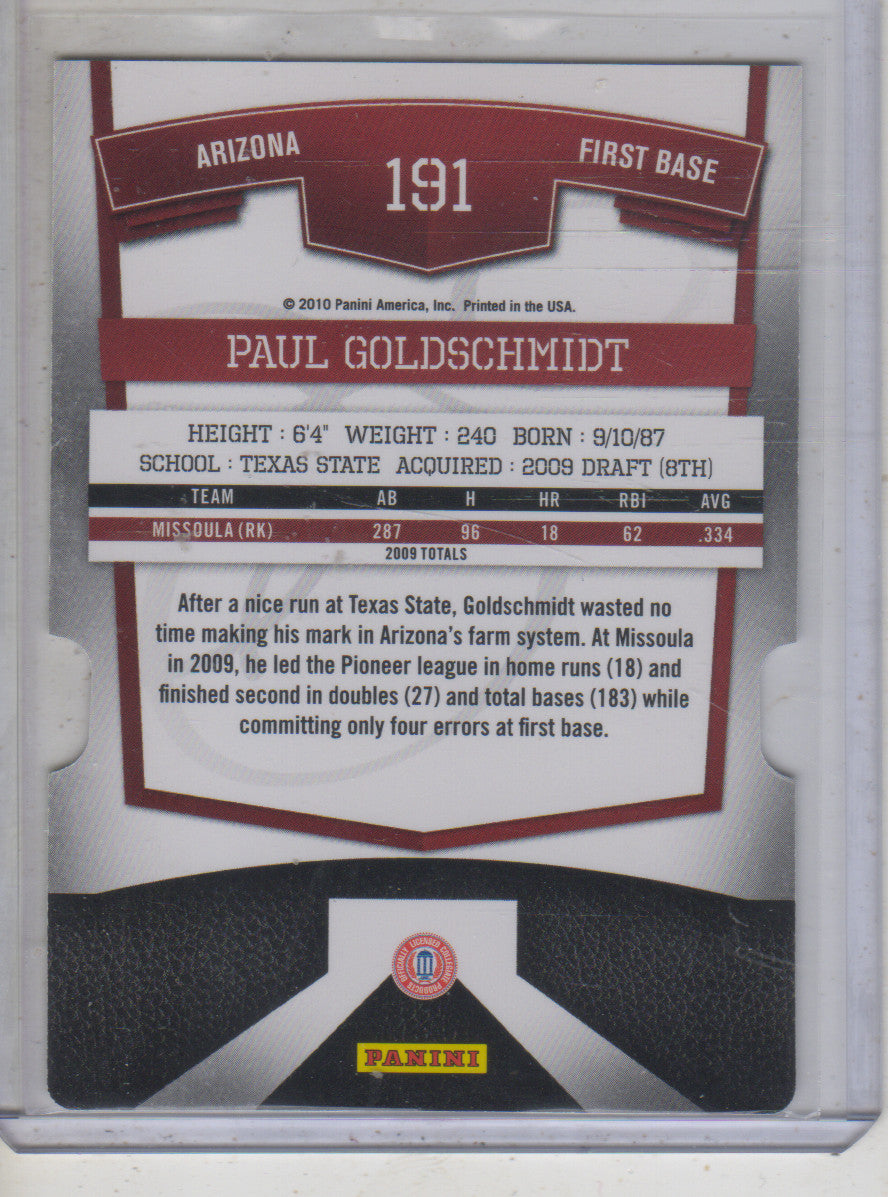 ARIZONA
191
FIRST BASE
© 2010 Panini America, Inc. Printed in the USA.
PAUL GOLDSCHMIDT
HEIGHT : 6'4" WEIGHT : 240 BORN : 9/10/87
SCHOOL : TEXAS STATE ACQUIRED : 2009 DRAFT (8TH)
TEAM AB H HR RBI AVG
MISSOULA (RK) 287 96 18 62 .334
2009 TOTALS
After a nice run at Texas State, Goldschmidt wasted no
time making his mark in Arizona's farm system. At Missoula
in 2009, he led the Pioneer league in home runs (18) and
finished second in doubles (27) and total bases (183) while
committing only four errors at first base.
OFFICIALLY LICENSED COLLEGIATE PRODUCTS
PANINI